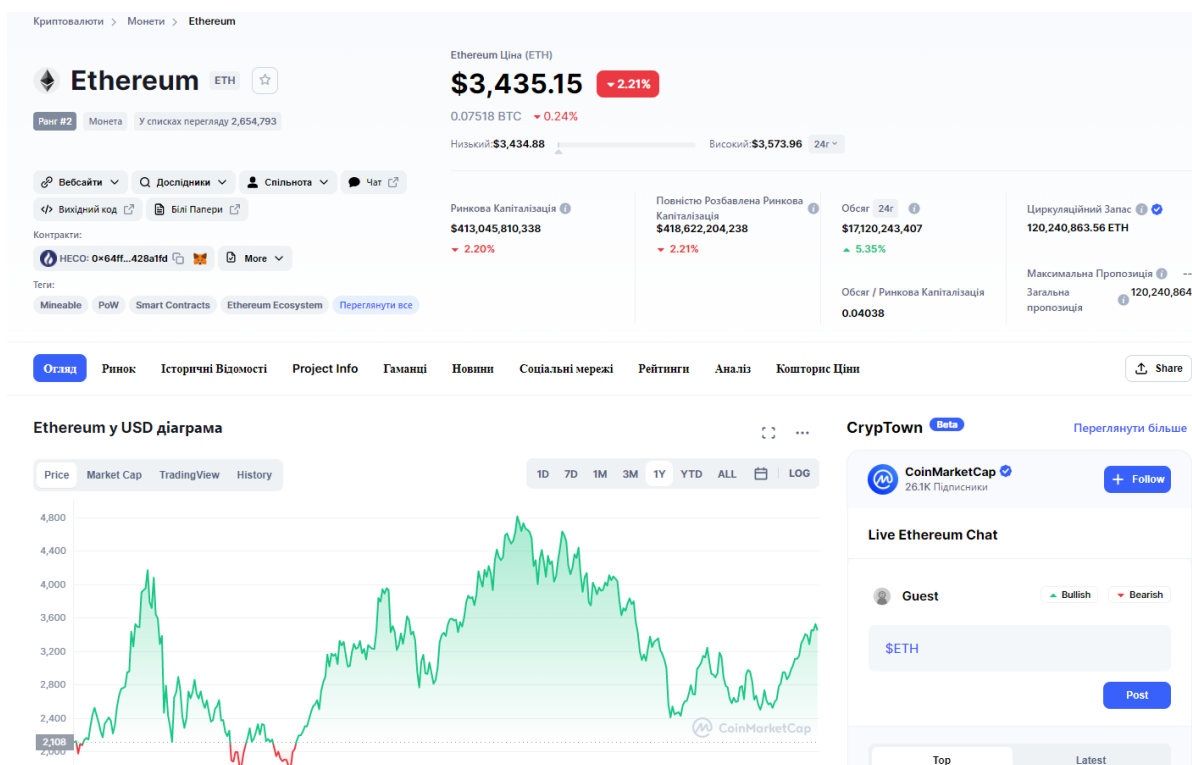 Криптовалюти > Монети > Ethereum
Ethereum ETH
Ранг #2 Монета У списках перегляду 2,654,793
Вебсайти Дослідники Спільнота Чат
Вихідний код Білі Папери
Контракти:
HECO: 0x64ff...428a1fd More
Теги:
Mineable PoW Smart Contracts Ethereum Ecosystem Переглянути все
Ethereum Ціна (ETH)
$3,435.15 2.21%
0.07518 BTC 0.24%
Низький:$3,434.88 Високий:$3,573.96 24г
Ринкова Капіталізація
$413,045,810,338
2.20%
Повністю Розбавлена Ринкова
Капіталізація
$418,622,204,238
2.21%
Обсяг 24г
$17,120,243,407
5.35%
Обсяг / Ринкова Капіталізація
0.04038
Циркуляційний Запас
120,240,863.56 ETH
Максимальна Пропозиція --
Загальна
пропозиція 120,240,864
Огляд Ринок Історичні Відомості Project Info Гаманці Новини Соціальні мережі Рейтинги Аналіз Кошторис Ціни Share
Ethereum у USD діаграма
Price Market Cap TradingView History 1D 7D 1M 3M 1Y YTD ALL LOG
4,800
4,400
4,000
3,600
3,200
2,800
2,400
2,108
2,000
CoinMarketCap
CrypTown Beta Переглянути більше
CoinMarketCap
26.1K Підписники
+ Follow
Live Ethereum Chat
Guest Bullish Bearish
$ETH
Post
Top Latest